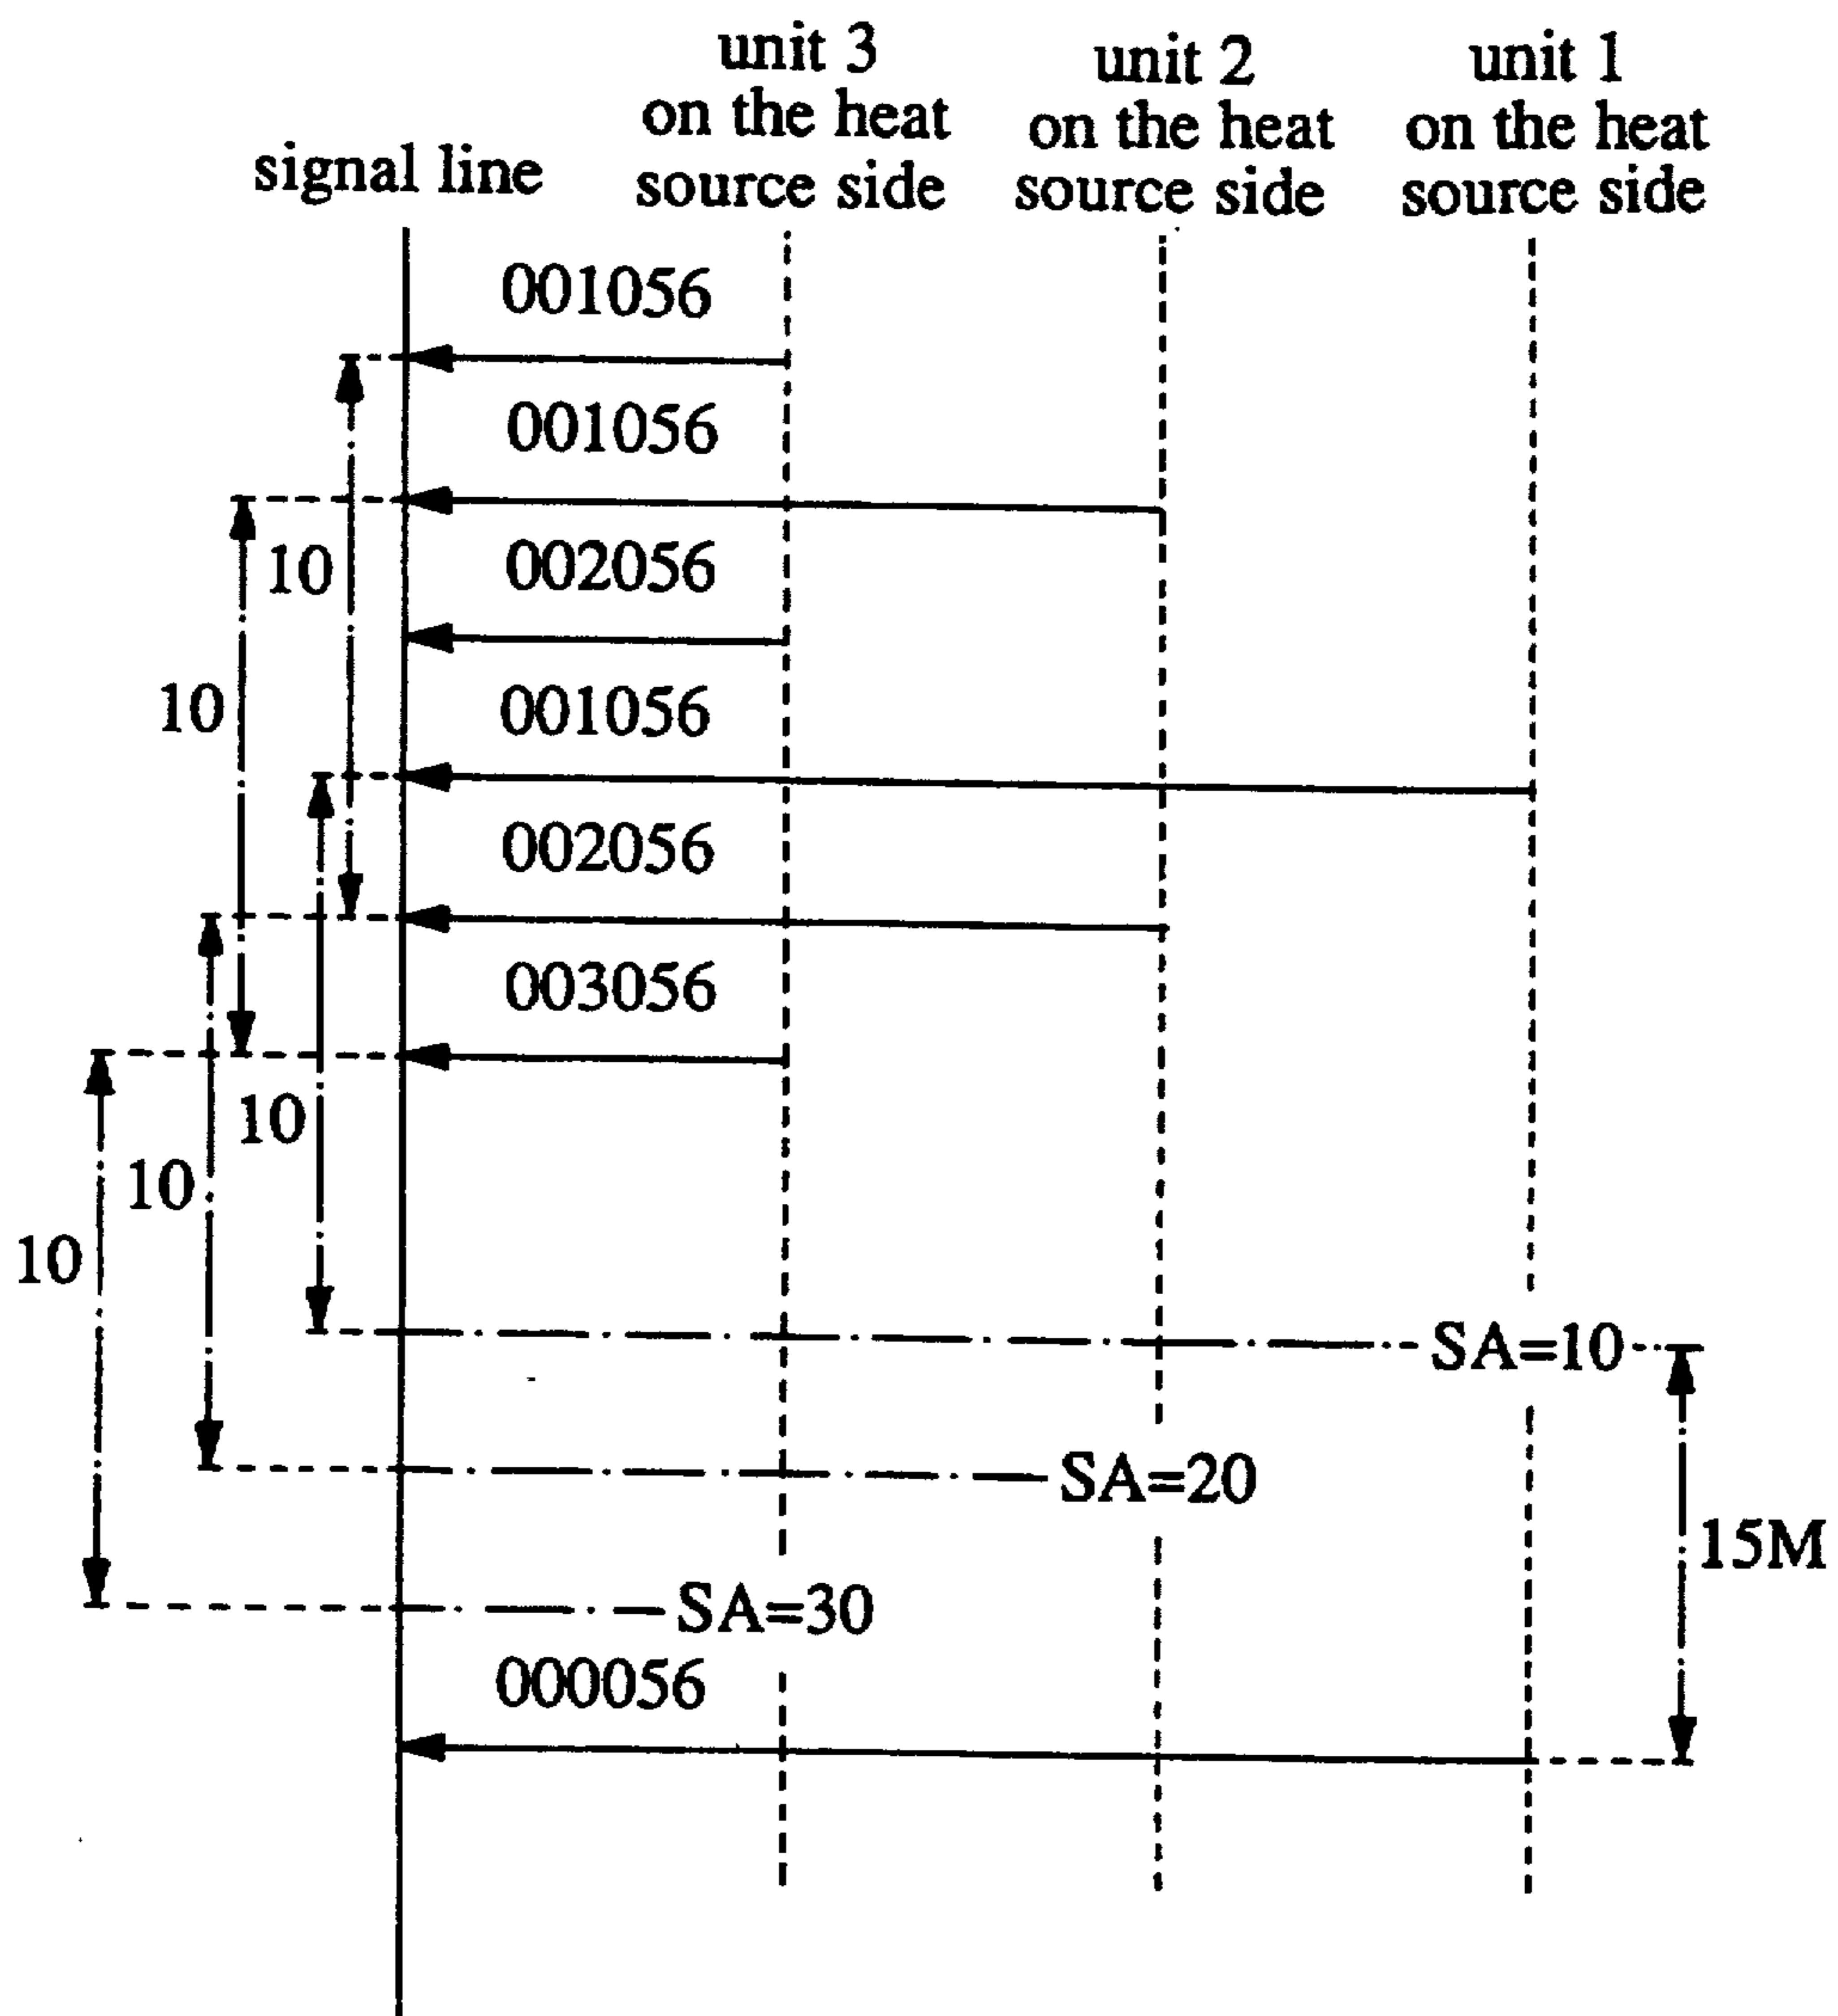 unit 3
on the heat
source side
unit 2
on the heat
source side
unit 1
on the heat
source side
signal line
001056
001056
10
002056
10
001056
002056
003056
10
10
10
SA=10
SA=20
15M
SA=30
000056